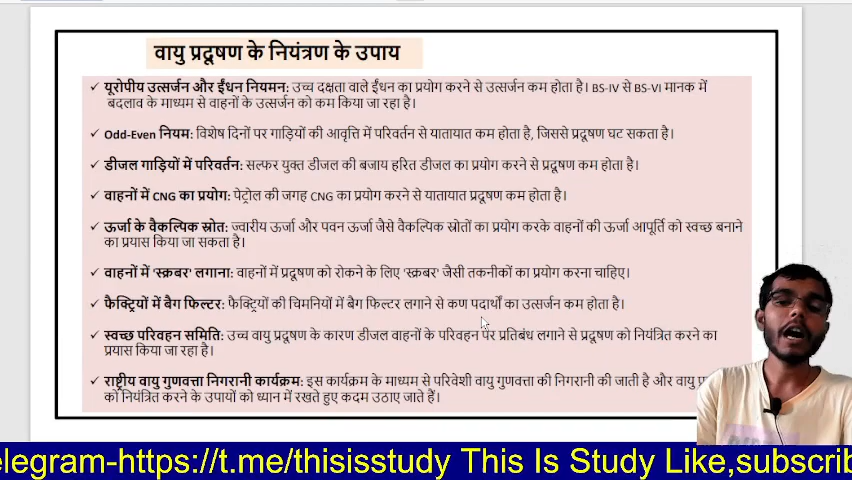 वायु प्रदूषण के नियंत्रण के उपाय
✓ यूरोपीय उत्सर्जन और ईंधन नियमन: उच्च दक्षता वाले ईंधन का प्रयोग करने से उत्सर्जन कम होता है। BS-IV से BS-VI मानक में
बदलाव के माध्यम से वाहनों के उत्सर्जन को कम किया जा रहा है।
✓ Odd-Even नियम: विशेष दिनों पर गाड़ियों की आवृत्ति में परिवर्तन से यातायात कम होता है, जिससे प्रदूषण घट सकता है।
✓ डीजल गाड़ियों में परिवर्तन: सल्फर युक्त डीजल की बजाय हरित डीजल का प्रयोग करने से प्रदूषण कम होता है।
✓ वाहनों में CNG का प्रयोग: पेट्रोल की जगह CNG का प्रयोग करने से यातायात प्रदूषण कम होता है।
✓ ऊर्जा के वैकल्पिक स्रोत: ज्वारीय ऊर्जा और पवन ऊर्जा जैसे वैकल्पिक स्रोतों का प्रयोग करके वाहनों की ऊर्जा आपूर्ति को स्वच्छ बनाने
का प्रयास किया जा सकता है।
✓ वाहनों में 'स्क्रबर' लगाना: वाहनों में प्रदूषण को रोकने के लिए 'स्क्रबर' जैसी तकनीकों का प्रयोग करना चाहिए।
✓ फैक्ट्रियों में बैग फिल्टर: फैक्ट्रियों की चिमनियों में बैग फिल्टर लगाने से कण पदार्थों का उत्सर्जन कम होता है।
✓ स्वच्छ परिवहन समिति: उच्च वायु प्रदूषण के कारण डीजल वाहनों के परिवहन पर प्रतिबंध लगाने से प्रदूषण को नियंत्रित करने का
प्रयास किया जा रहा है।
✓ राष्ट्रीय वायु गुणवत्ता निगरानी कार्यक्रम: इस कार्यक्रम के माध्यम से परिवेशी वायु गुणवत्ता की निगरानी की जाती है और वायु
को नियंत्रित करने के उपायों को ध्यान में रखते हुए कदम उठाए जाते हैं।
elegram-https://t.me/thisisstudy This Is Study Like,subscrib